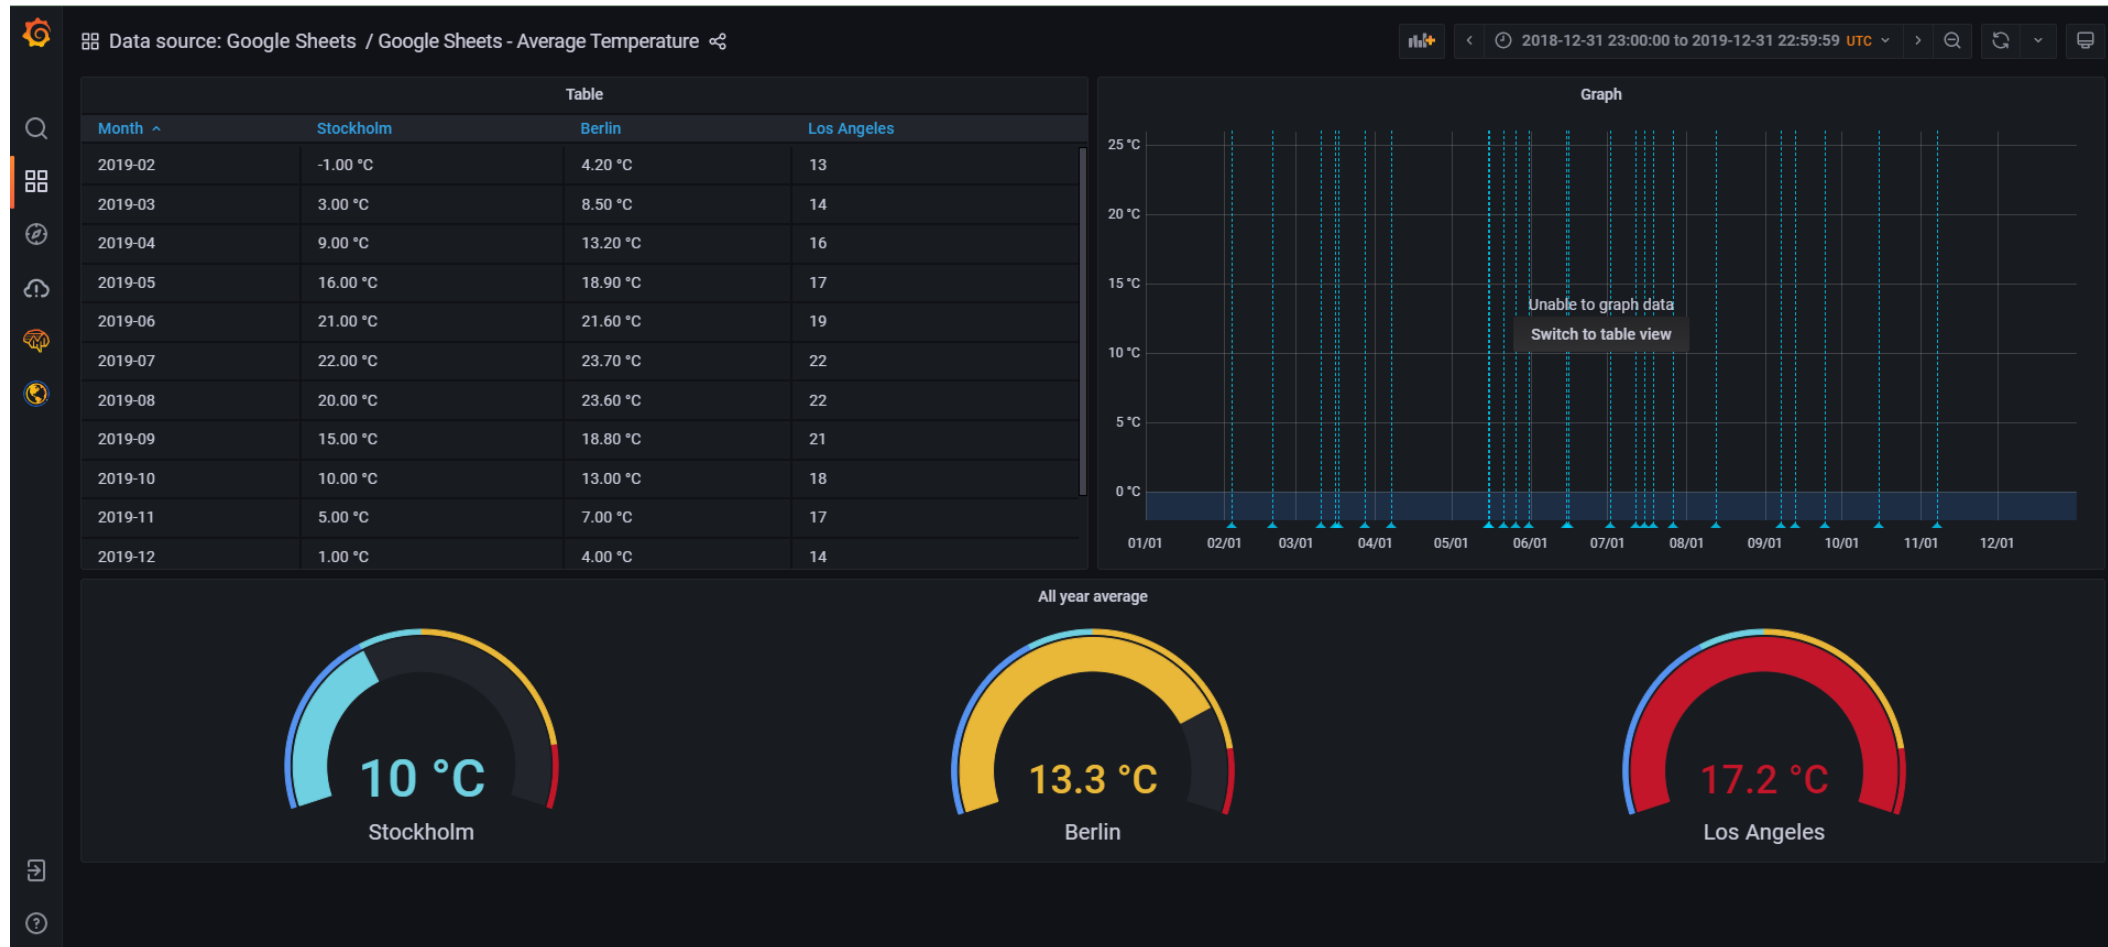 Data source: Google Sheets / Google Sheets - Average Temperature
2018-12-31 23:00:00 to 2019-12-31 22:59:59 UTC
Table
Month Stockholm Berlin Los Angeles
2019-02 -1.00 °C 4.20 °C 13
2019-03 3.00 °C 8.50 °C 14
2019-04 9.00 °C 13.20 °C 16
2019-05 16.00 °C 18.90 °C 17
2019-06 21.00 °C 21.60 °C 19
2019-07 22.00 °C 23.70 °C 22
2019-08 20.00 °C 23.60 °C 22
2019-09 15.00 °C 18.80 °C 21
2019-10 10.00 °C 13.00 °C 18
2019-11 5.00 °C 7.00 °C 17
2019-12 1.00 °C 4.00 °C 14
Graph
25 °C
20 °C
15 °C
Unable to graph data
Switch to table view
10 °C
5 °C
0 °C
01/01 02/01 03/01 04/01 05/01 06/01 07/01 08/01 09/01 10/01 11/01 12/01
All year average
10 °C 13.3 °C 17.2 °C
Stockholm Berlin Los Angeles